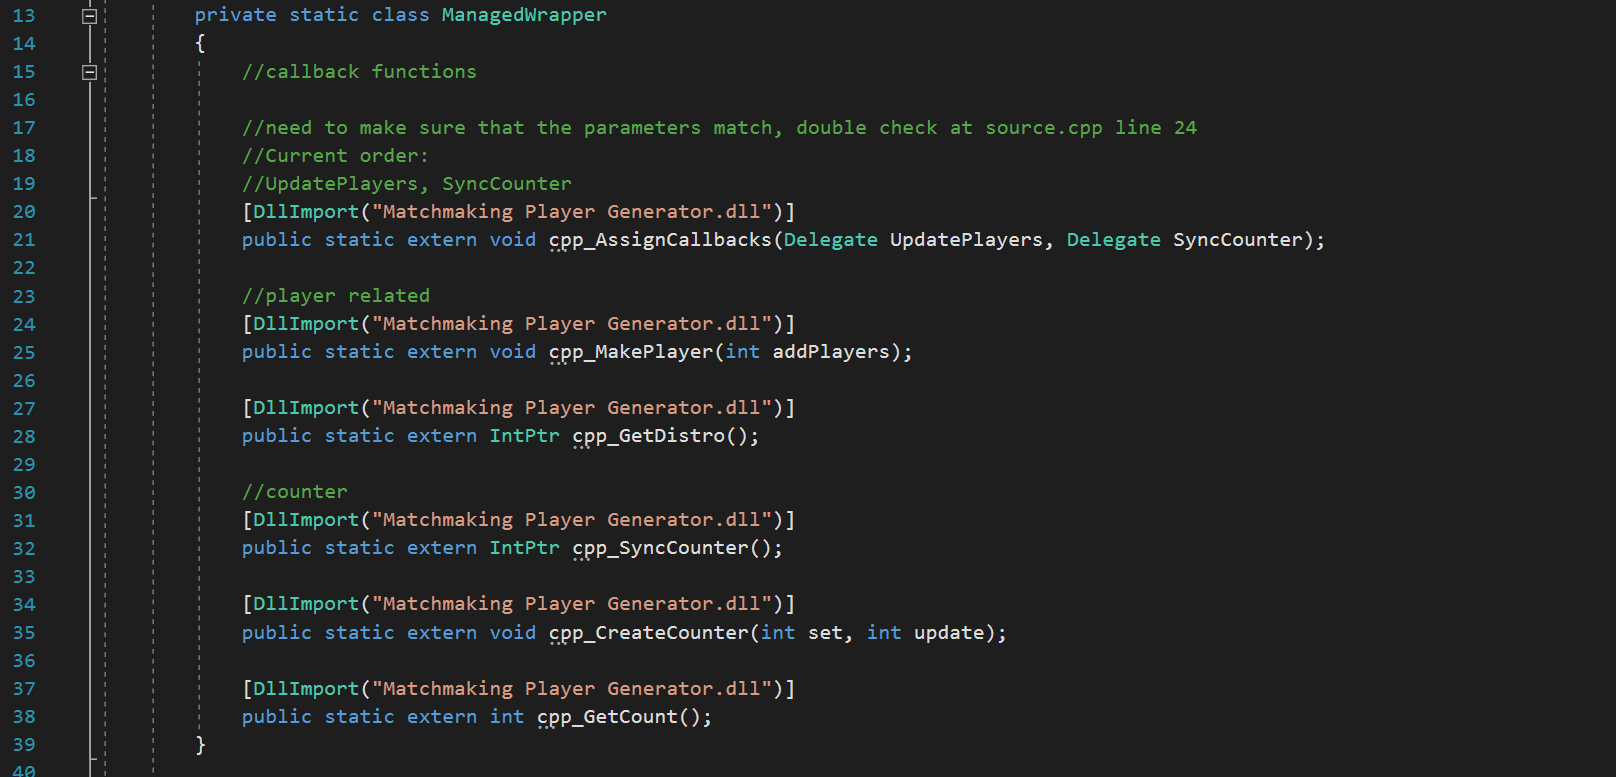 13 private static class ManagedWrapper
14 {
15 //callback functions
16
17 //need to make sure that the parameters match, double check at source.cpp line 24
18 //Current order:
19 //UpdatePlayers, SyncCounter
20 [DllImport("Matchmaking Player Generator.dll")]
21 public static extern void cpp_AssignCallbacks(Delegate UpdatePlayers, Delegate SyncCounter);
22
23 //player related
24 [DllImport("Matchmaking Player Generator.dll")]
25 public static extern void cpp_MakePlayer(int addPlayers);
26
27 [DllImport("Matchmaking Player Generator.dll")]
28 public static extern IntPtr cpp_GetDistro();
29
30 //counter
31 [DllImport("Matchmaking Player Generator.dll")]
32 public static extern IntPtr cpp_SyncCounter();
33
34 [DllImport("Matchmaking Player Generator.dll")]
35 public static extern void cpp_CreateCounter(int set, int update);
36
37 [DllImport("Matchmaking Player Generator.dll")]
38 public static extern int cpp_GetCount();
39 }
40